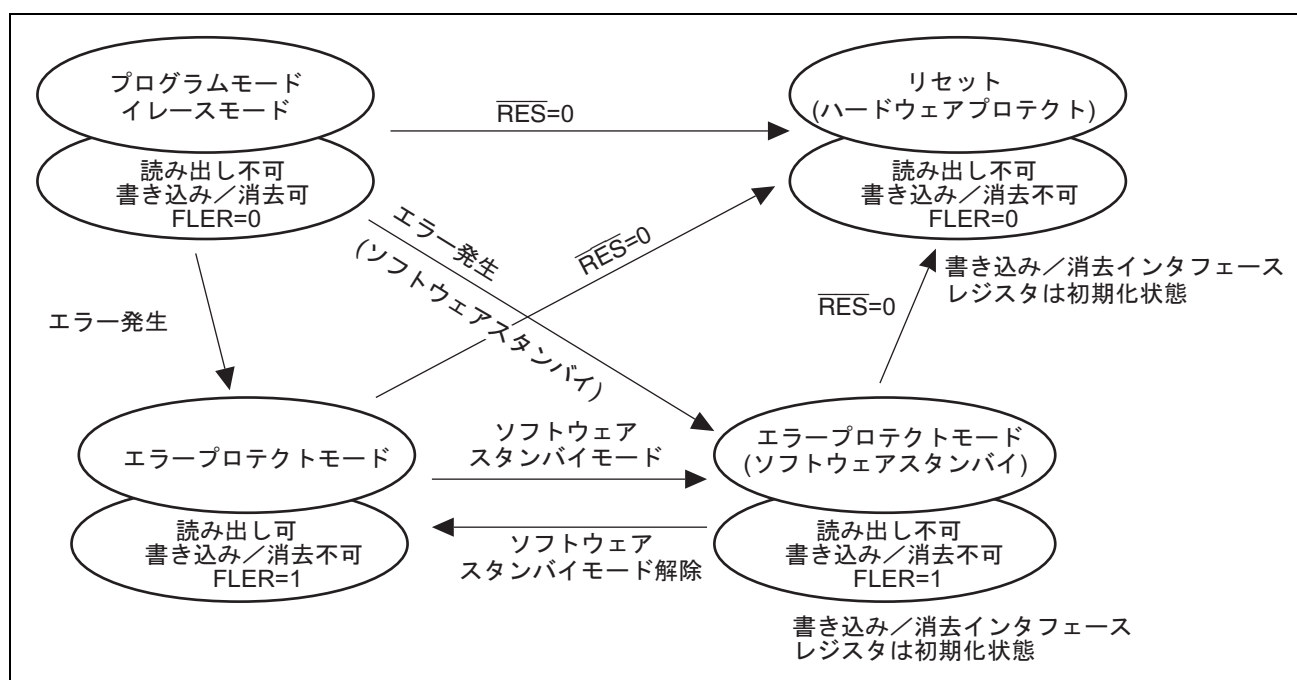 プログラムモード
イレースモード
読み出し不可
書き込み／消去可
FLER=0
RES=0
リセット
(ハードウェアプロテクト)
読み出し不可
書き込み／消去不可
FLER=0
書き込み／消去インタフェース
レジスタは初期化状態
エラー発生
(ソフトウェアスタンバイ)
RES=0
RES=0
エラー発生
エラープロテクトモード
読み出し可
書き込み／消去不可
FLER=1
ソフトウェア
スタンバイモード
ソフトウェア
スタンバイモード解除
エラープロテクトモード
(ソフトウェアスタンバイ)
読み出し不可
書き込み／消去不可
FLER=1
書き込み／消去インタフェース
レジスタは初期化状態